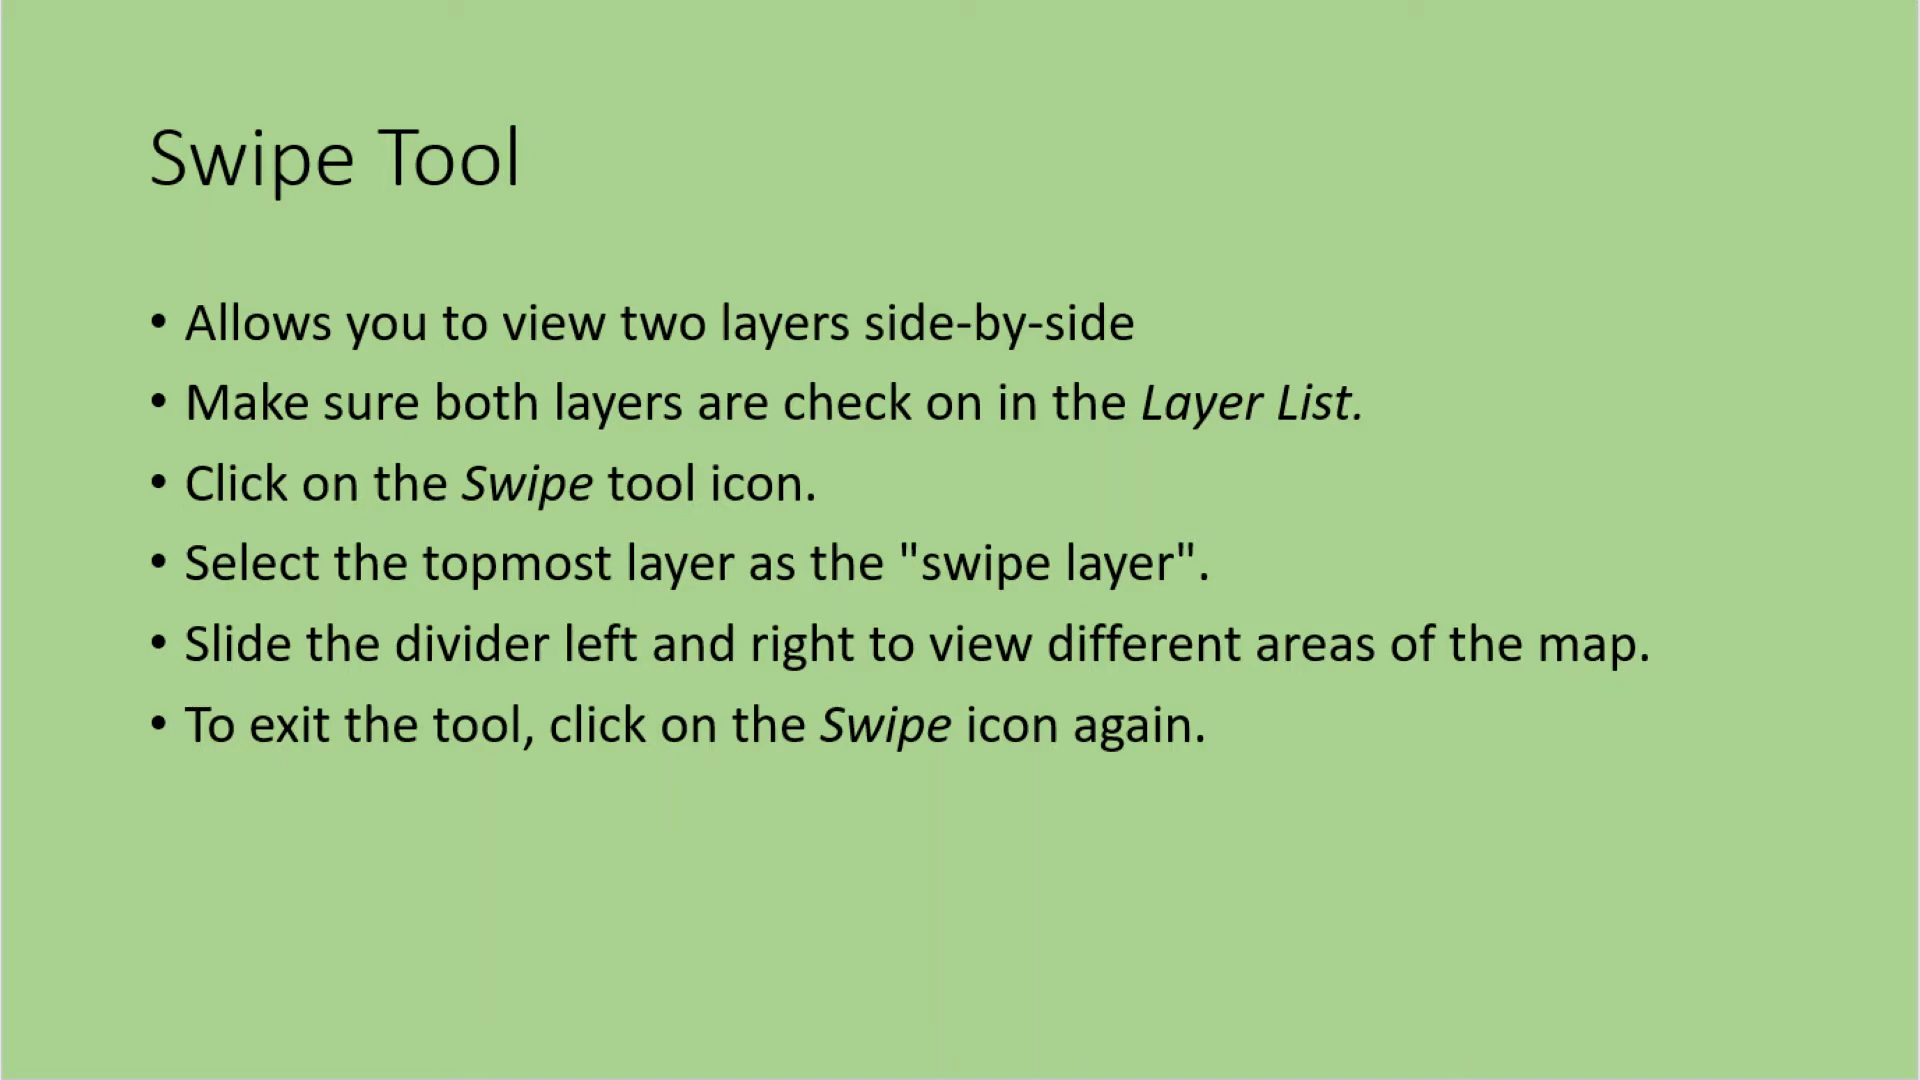 Swipe Tool
• Allows you to view two layers side-by-side
• Make sure both layers are check on in the Layer List.
• Click on the Swipe tool icon.
• Select the topmost layer as the "swipe layer".
• Slide the divider left and right to view different areas of the map.
• To exit the tool, click on the Swipe icon again.